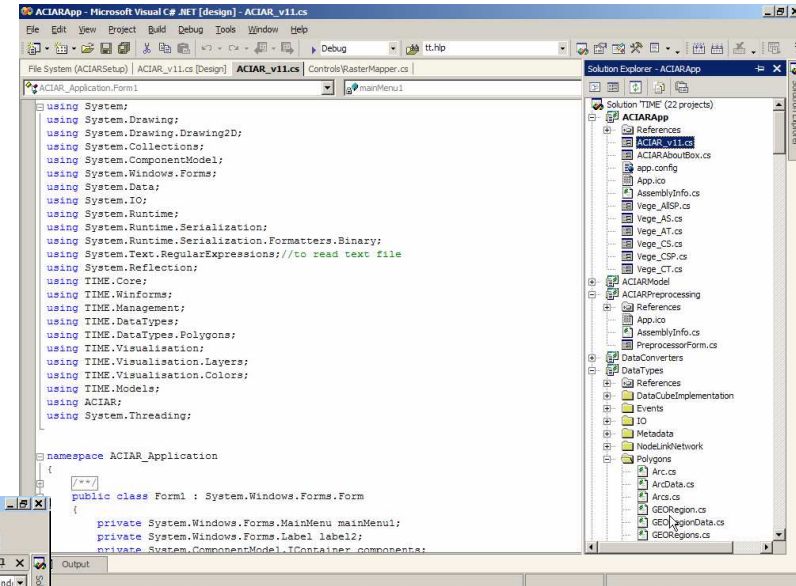 ACIARApp - Microsoft Visual C# .NET [design] - ACIAR_v11.cs
File Edit View Project Build Debug Tools Window Help
Debug tt.hlp
File System (ACIARSetup) ACIAR_v11.cs [Design] ACIAR_v11.cs Controls\RasterMapper.cs
ACIAR_Application.Form1 mainMenu1
using System;
using System.Drawing;
using System.Drawing.Drawing2D;
using System.Collections;
using System.ComponentModel;
using System.Windows.Forms;
using System.Data;
using System.IO;
using System.Runtime;
using System.Runtime.Serialization;
using System.Runtime.Serialization.Formatters.Binary;
using System.Text.RegularExpressions;//to read text file
using System.Reflection;
using TIME.Core;
using TIME.Winforms;
using TIME.Management;
using TIME.DataTypes;
using TIME.DataTypes.Polygons;
using TIME.Visualisation;
using TIME.Visualisation.Layers;
using TIME.Visualisation.Colors;
using TIME.Models;
using ACIAR;
using System.Threading;
namespace ACIAR_Application
{
/**/
public class Form1 : System.Windows.Forms.Form
{
private System.Windows.Forms.MainMenu mainMenu1;
private System.Windows.Forms.Label label2;
private System.ComponentModel.IContainer components;
Output
Solution Explorer - ACIARApp
Solution 'TIME' (22 projects)
ACIARApp
References
ACIAR_v11.cs
ACIARAboutBox.cs
app.config
App.ico
AssemblyInfo.cs
Vege_AllSP.cs
Vege_AS.cs
Vege_AT.cs
Vege_CS.cs
Vege_CSP.cs
Vege_CT.cs
ACIARModel
ACIARPreprocessing
References
App.ico
AssemblyInfo.cs
PreprocessorForm.cs
DataConverters
DataTypes
References
DataCubeImplementation
Events
IO
Metadata
NodeLinkNetwork
Polygons
Arc.cs
ArcData.cs
Arcs.cs
GEORegion.cs
GEORegionData.cs
GEORegions.cs